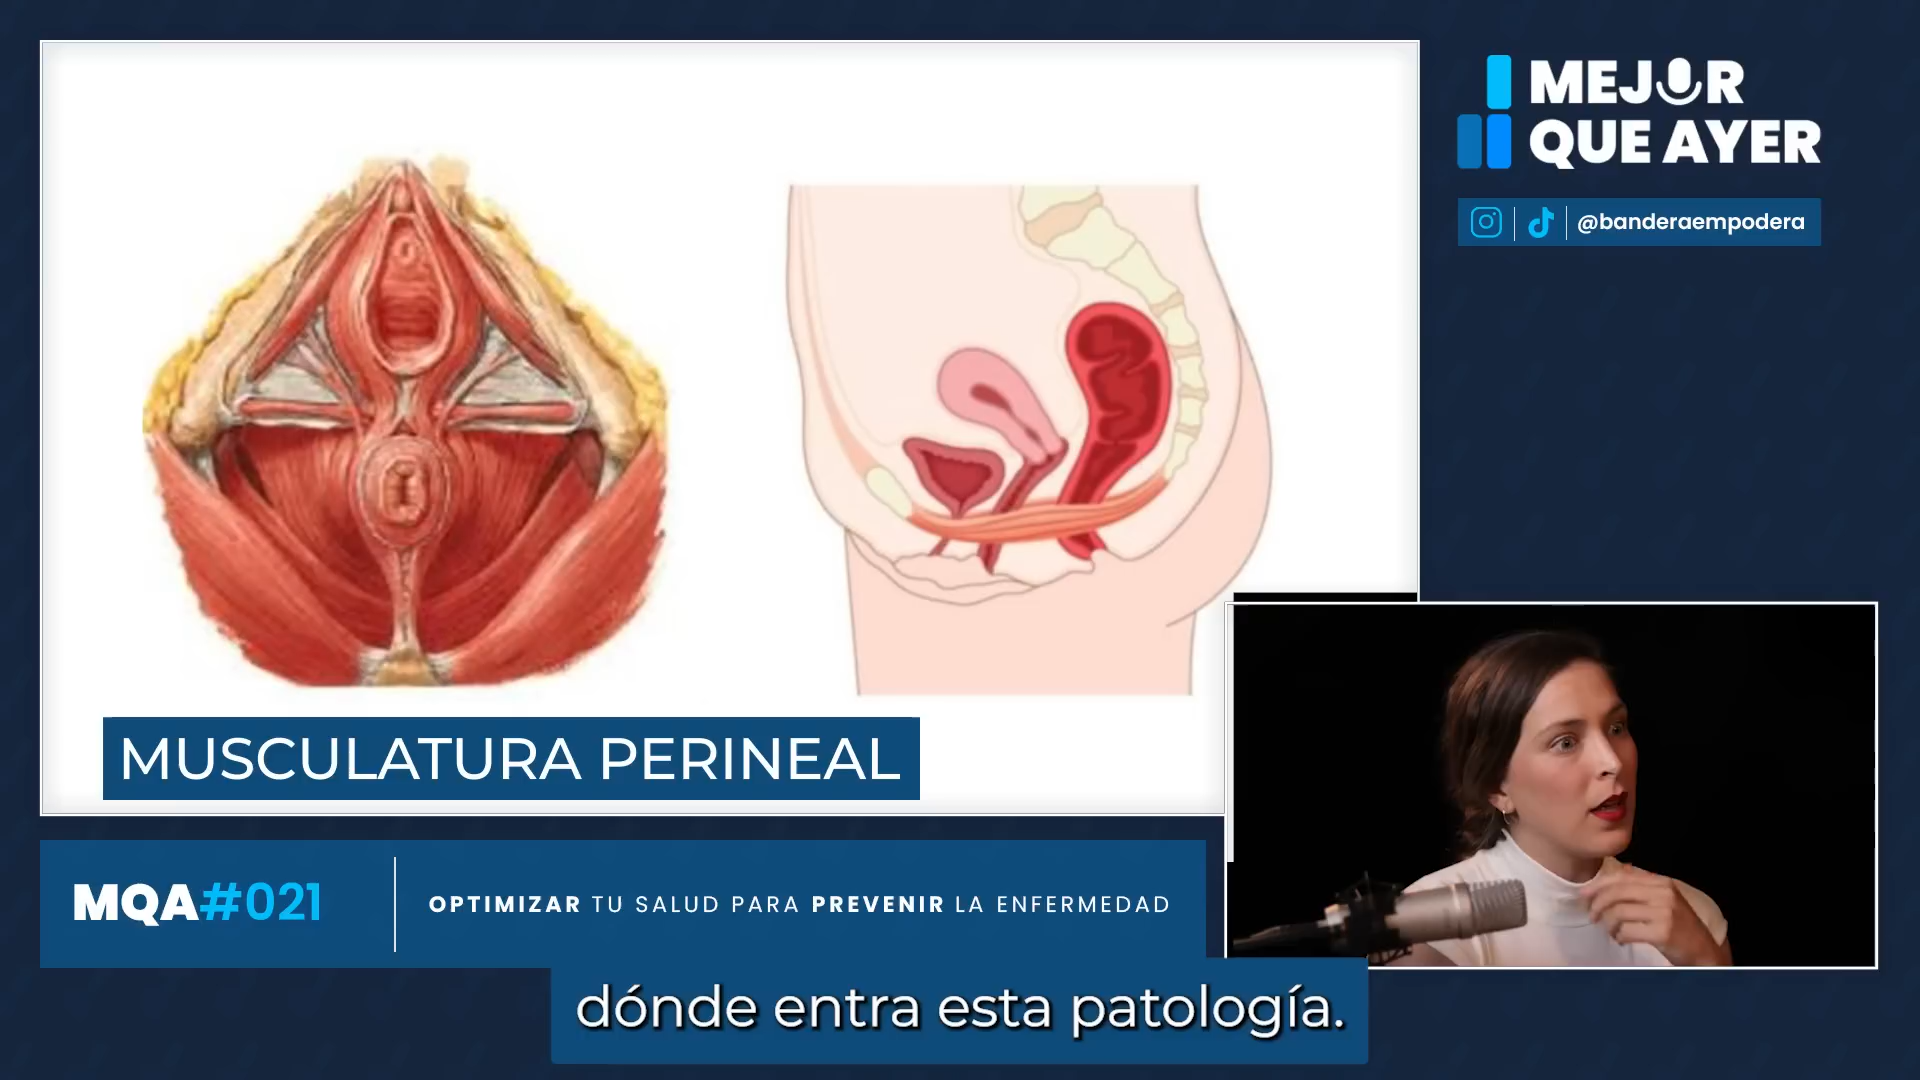 MEJOR
QUE AYER
@banderaempodera
MUSCULATURA PERINEAL
MQA#021
OPTIMIZAR TU SALUD PARA PREVENIR LA ENFERMEDAD
dónde entra esta patología.